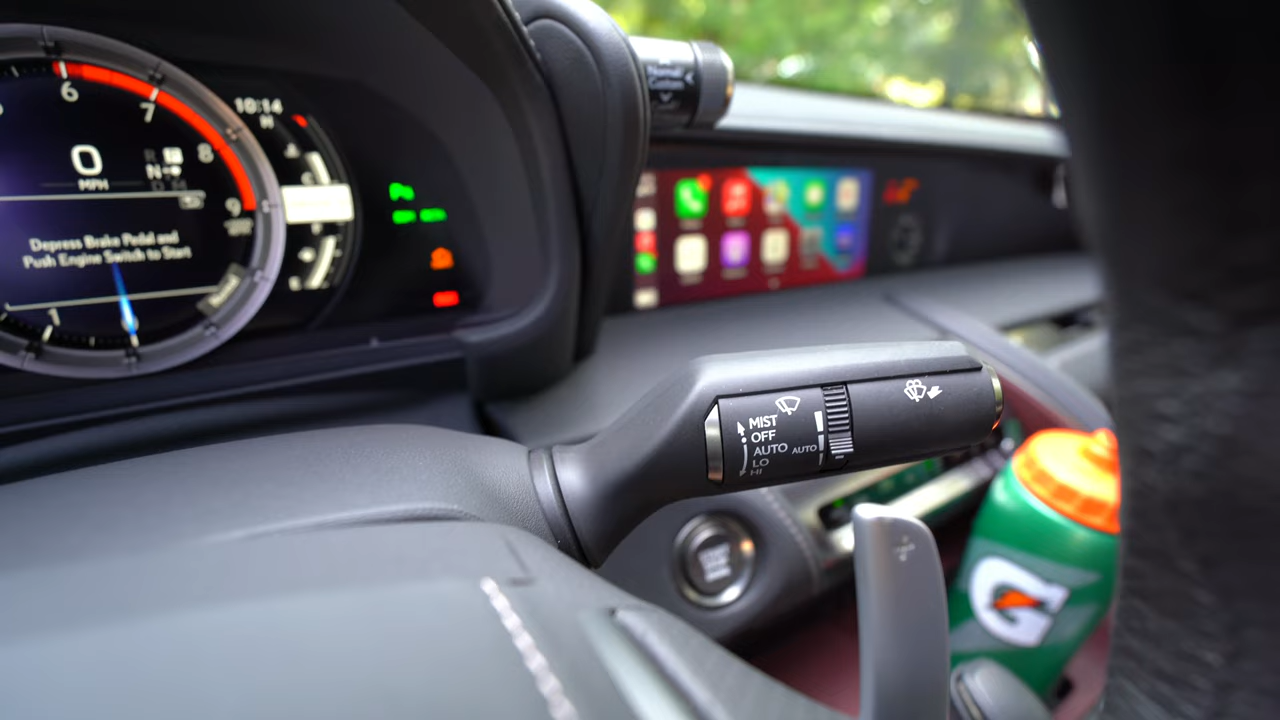 6
7
8
9
10:14
H
0
MPH
R
N
Depress Brake Pedal and
Push Engine Switch to Start
1
MIST
OFF
AUTO
LO
HI
AUTO
+
G